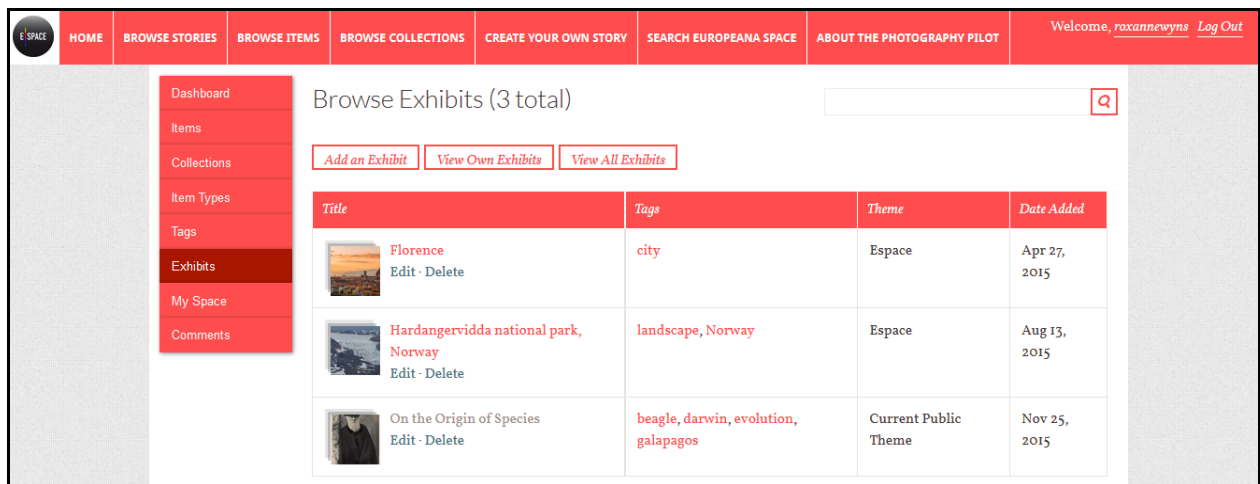 E SPACE
HOME
BROWSE STORIES
BROWSE ITEMS
BROWSE COLLECTIONS
CREATE YOUR OWN STORY
SEARCH EUROPEANA SPACE
ABOUT THE PHOTOGRAPHY PILOT
Welcome, roxannewyns Log Out
Dashboard
Items
Collections
Item Types
Tags
Exhibits
My Space
Comments
Browse Exhibits (3 total)
Add an Exhibit
View Own Exhibits
View All Exhibits
Title
Tags
Theme
Date Added
Florence
Edit · Delete
city
Espace
Apr 27,
2015
Hardangervidda national park,
Norway
Edit · Delete
landscape, Norway
Espace
Aug 13,
2015
On the Origin of Species
Edit · Delete
beagle, darwin, evolution,
galapagos
Current Public
Theme
Nov 25,
2015